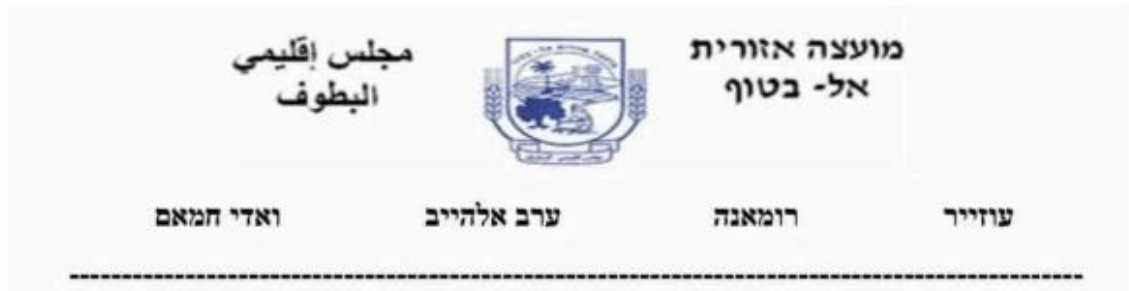 מועצה אזורית
אל- בטוף
مجلس إقليمي
البطوف
עוזייר רומאנה ערב אלהייב ואדי חמאם